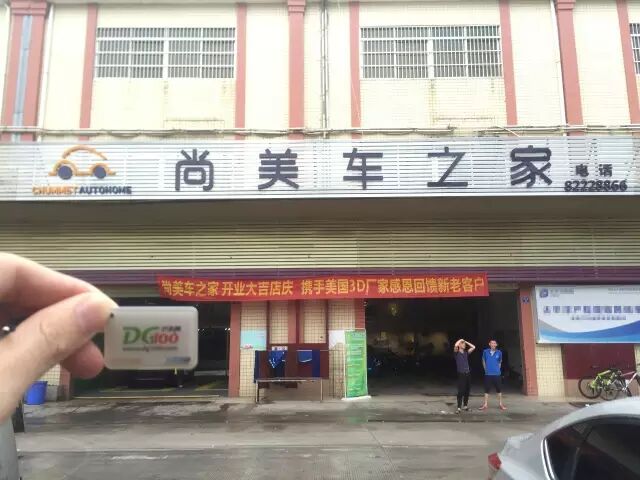 尚美车之家
CHUMMET AUTOHOME
电话
82228866
尚美车之家 开业大吉店庆 携手美国3D厂家感恩回馈新老客户
DG100